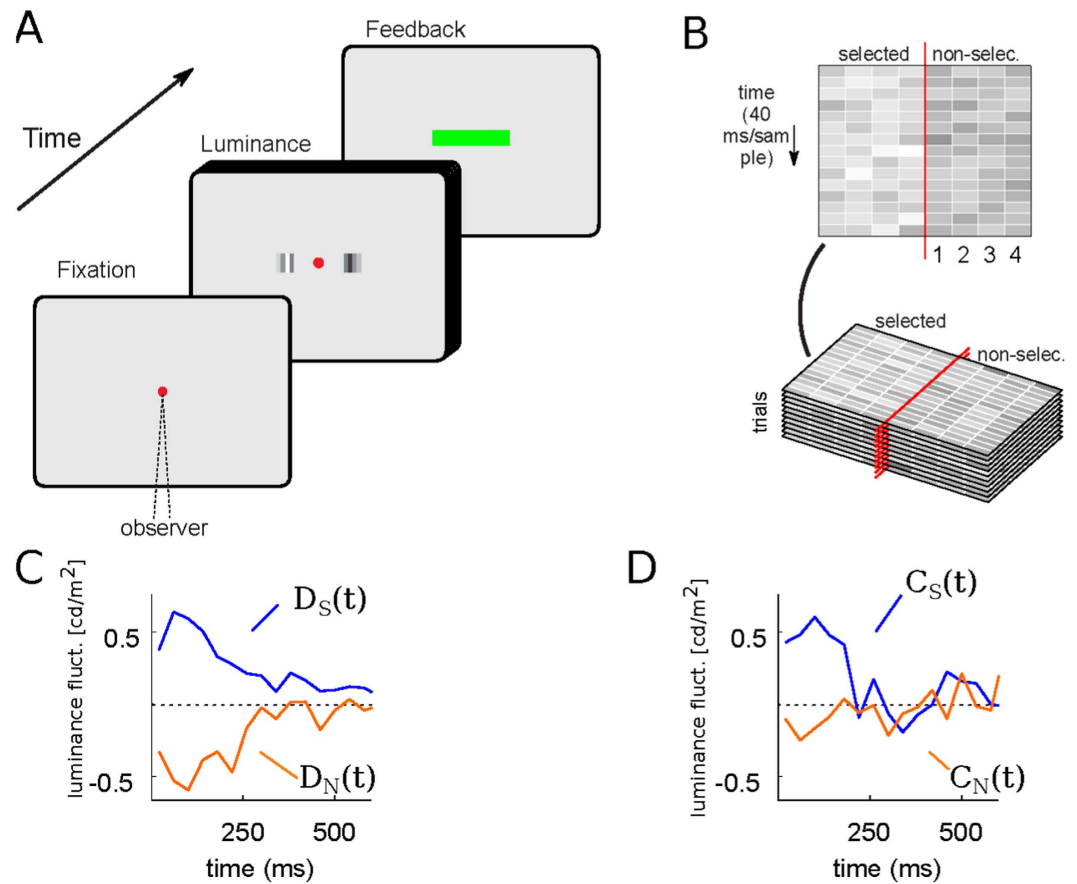 A
Feedback
Time
Luminance
Fixation
observer
B
selected
non-selec.
time
(40
ms/sam
ple)
1 2 3 4
selected
non-selec.
trials
C
luminance fluct. [cd/m²]
0.5
-0.5
D_S(t)
D_N(t)
250 500
time (ms)
D
luminance fluct. [cd/m²]
0.5
-0.5
C_S(t)
C_N(t)
250 500
time (ms)